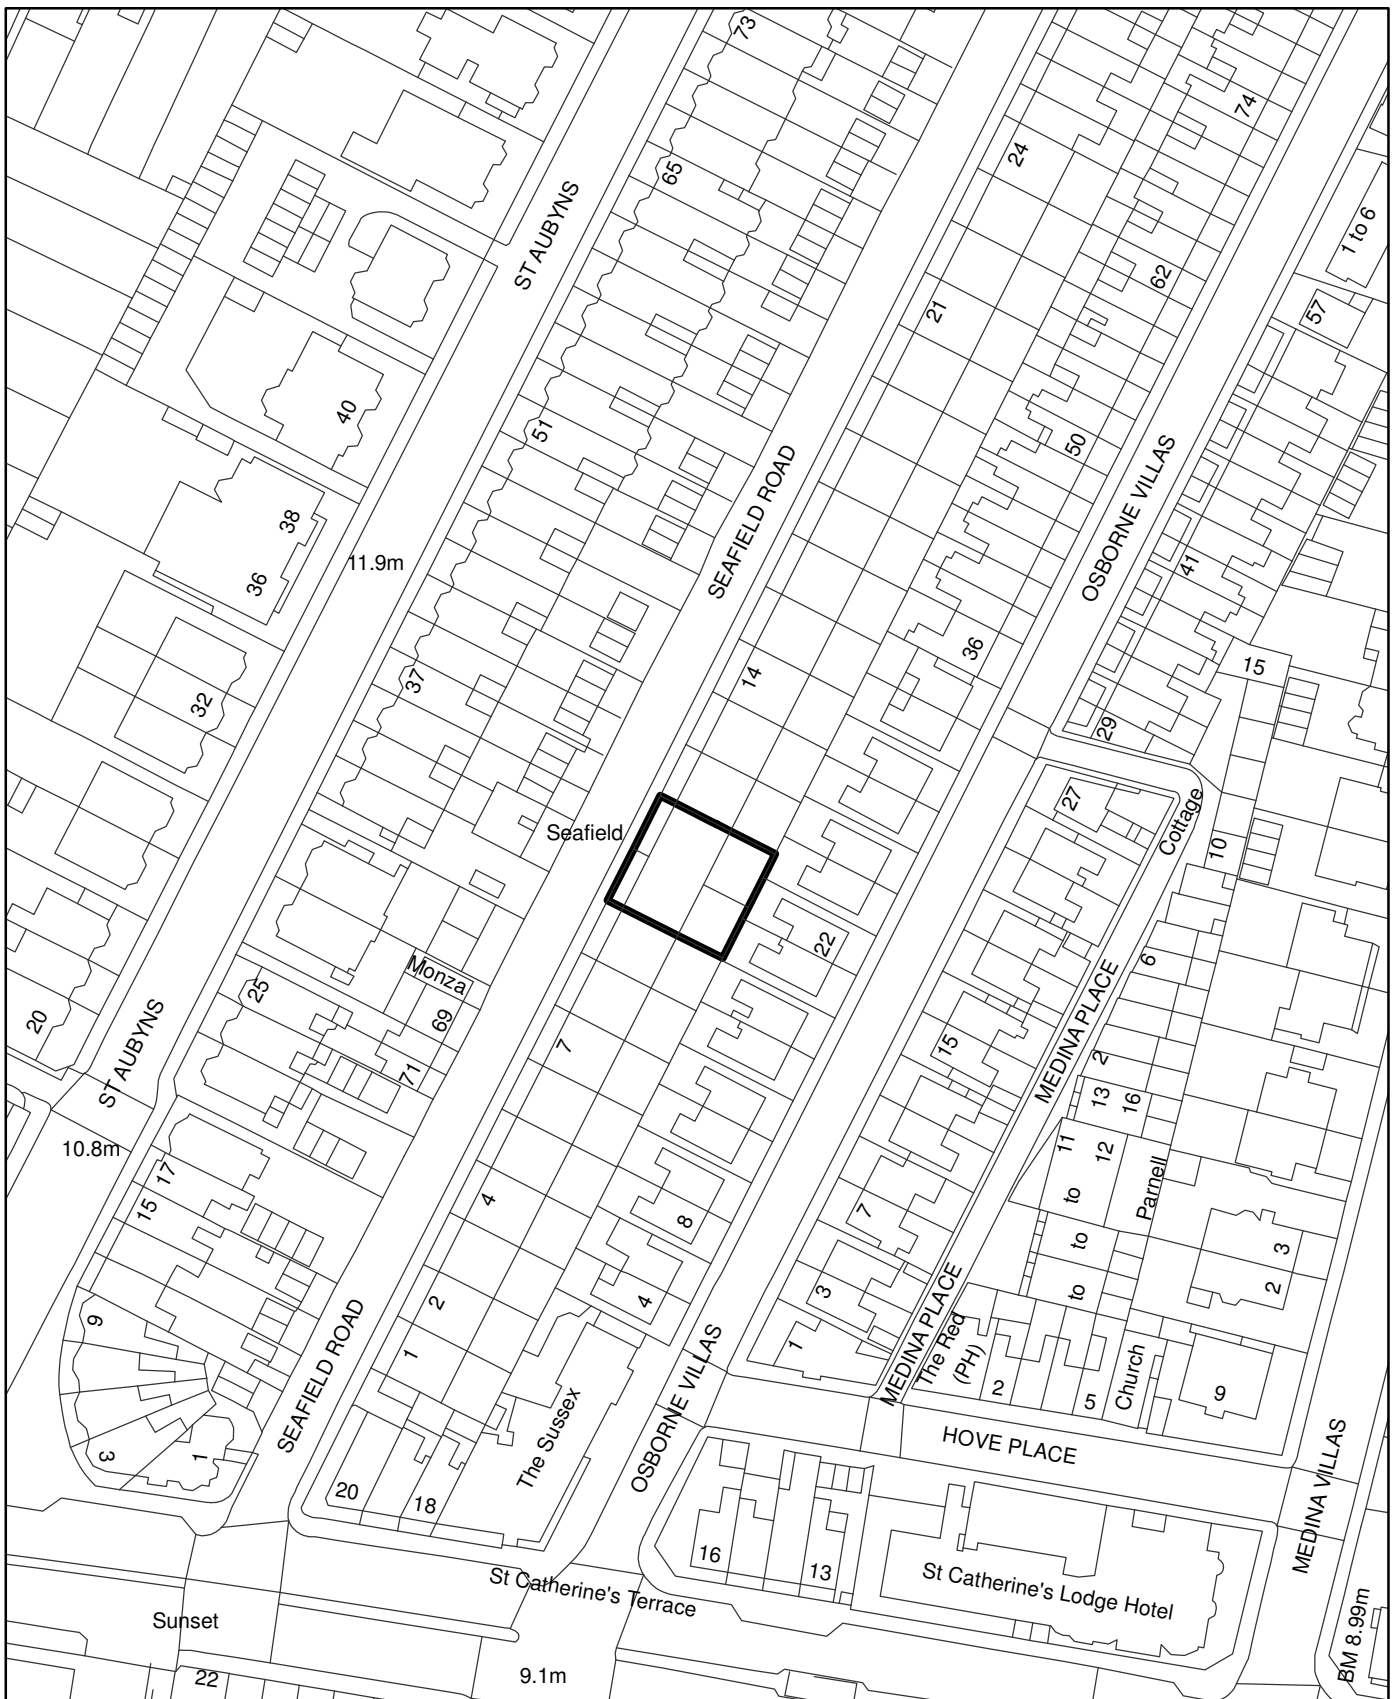 73
74
24
65
ST AUBYNS
1 to 6
62
21
57
40
51
50
SEAFIELD ROAD
OSBORNE VILLAS
38
11.9m
36
41
36
15
37
14
32
29
27
Cottage
Seafield
10
22
Monza
6
25
20
69
MEDINA PLACE
15
7
2
ST AUBYNS
71
13
16
10.8m
11
12
17
Parnell
to
15
4
7
8
to
3
2
to
3
4
2
9
MEDINA PLACE
The Red
(PH)
1
1
SEAFIELD ROAD
OSBORNE VILLAS
2
5
Church
9
The Sussex
HOVE PLACE
3
1
MEDINA VILLAS
20
18
16
13
St Catherine's Terrace
St Catherine's Lodge Hotel
Sunset
BM 8.99m
22
9.1m